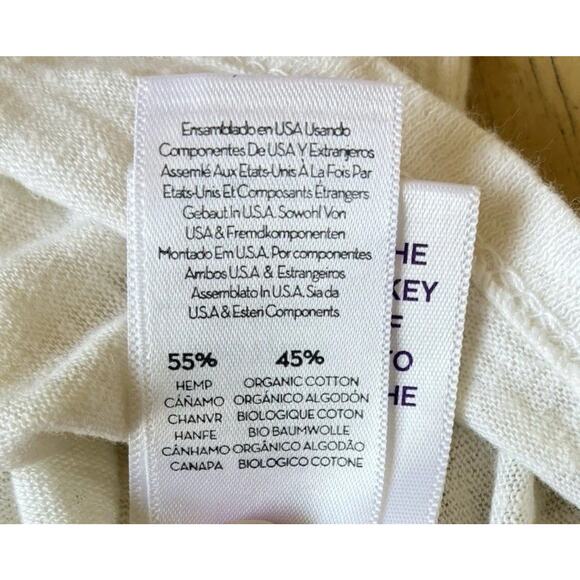 Ensamblado en USA Usando
Componentes De USA Y Extranjeros
Assemlé Aux Etats-Unis À La Fois Par
Etats-Unis Et Composants Etrangers
Gebaut In U.S.A. Sowohl Von
USA & Fremdkomponenten
Montado Em U.S.A. Por componentes
Ambos U.S.A & Estrangeiros
Assemblato In U.S.A. Sia da
U.S.A & Esteri Components
55% 45%
HEMP ORGANIC COTTON
CÁÑAMO ORGÁNICO ALGODÓN
CHANVR BIOLOGIQUE COTON
HANFE BIO BAUMWOLLE
CÁNHAMO ORGÂNICO ALGODÃO
CANAPA BIOLOGICO COTONE
HE
KEY
F
TO
HE